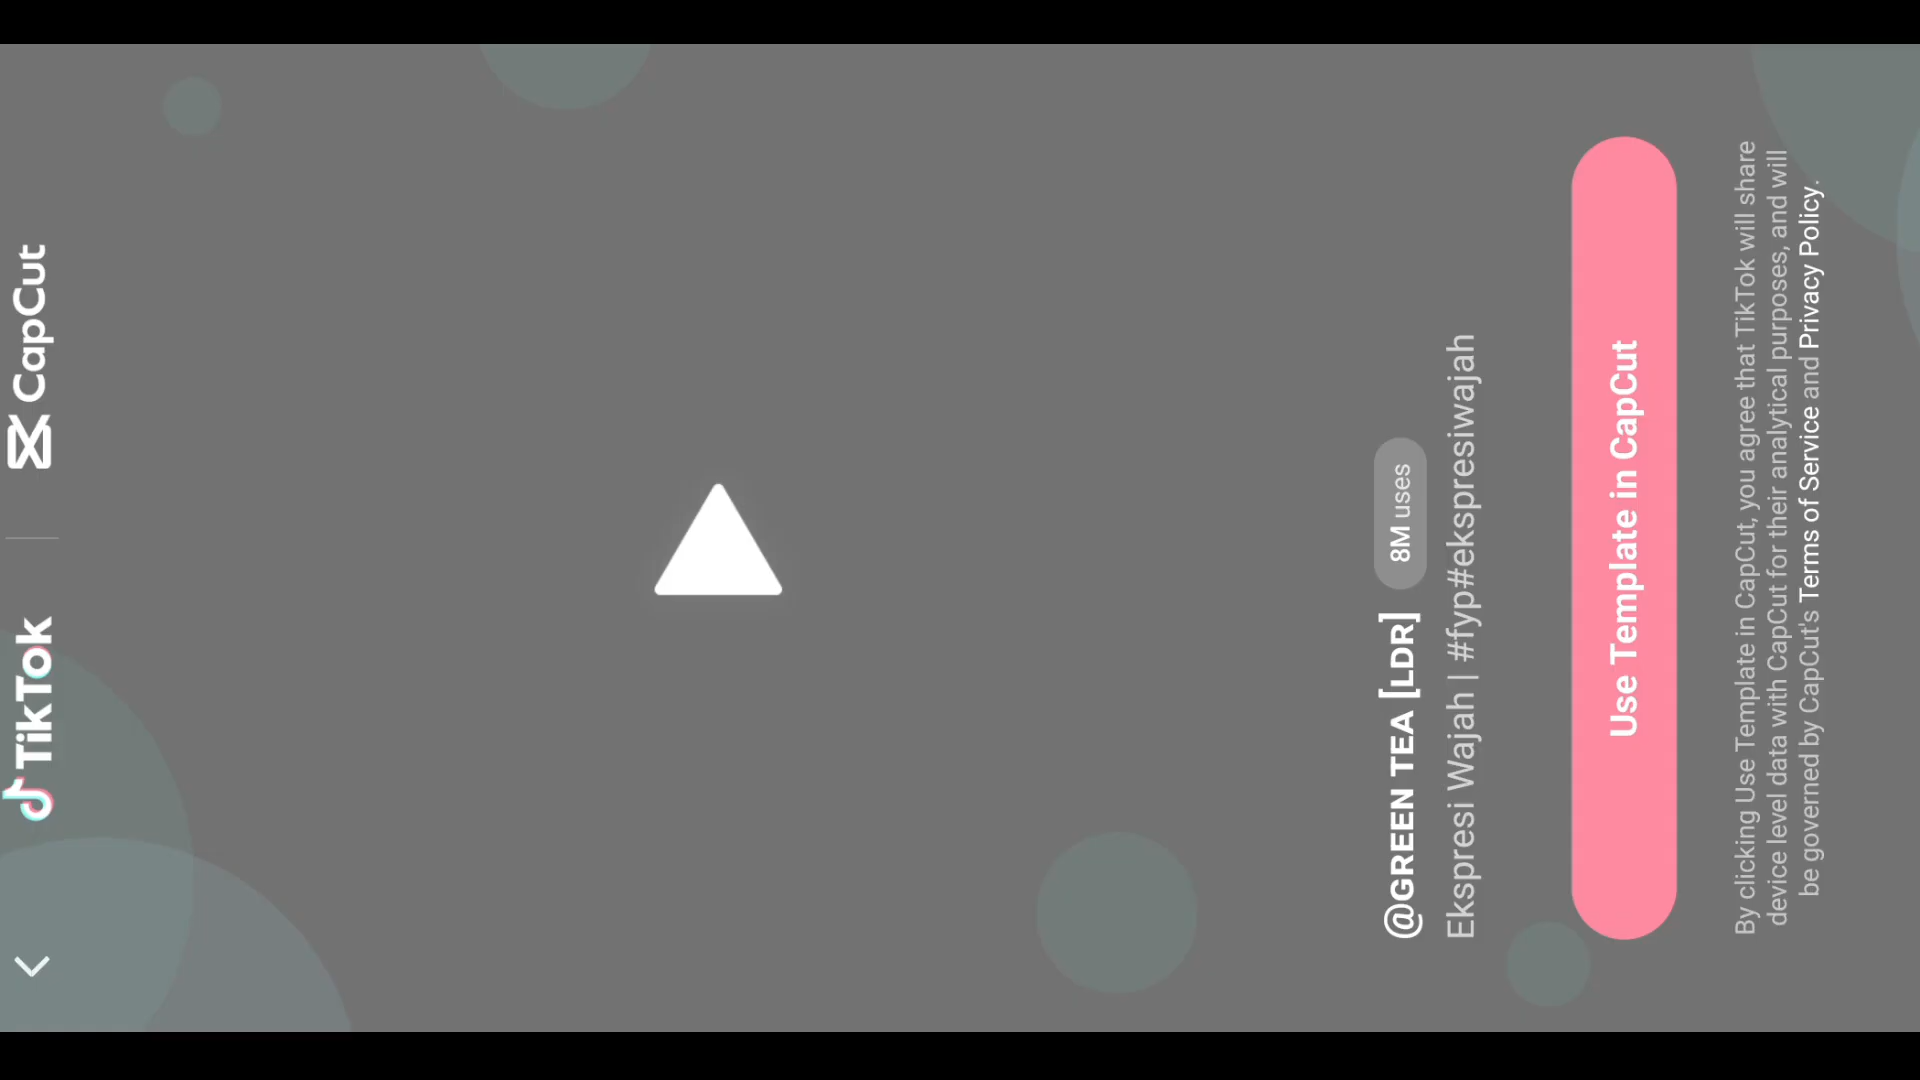 TikTok
CapCut
@GREEN TEA [LDR] 8M uses
Ekspresi Wajah | #fyp#ekspresiwajah
Use Template in CapCut
By clicking Use Template in CapCut, you agree that TikTok will share
device level data with CapCut for their analytical purposes, and will
be governed by CapCut's Terms of Service and Privacy Policy.